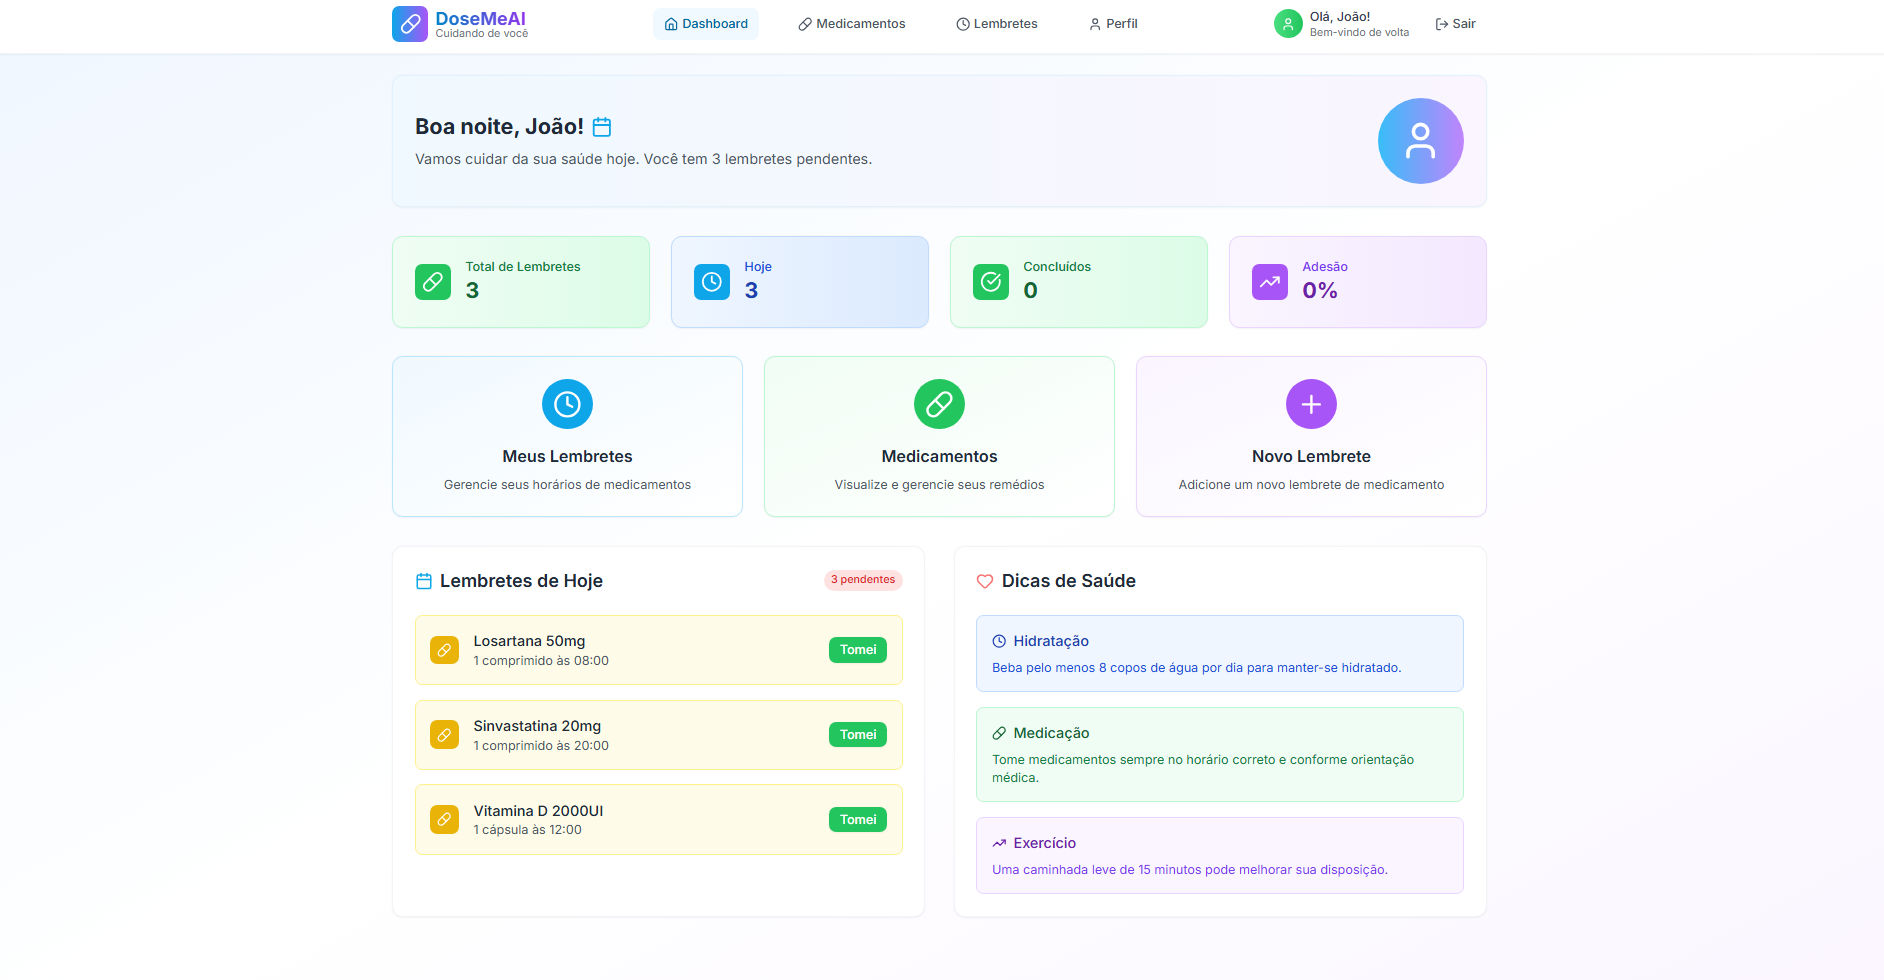 DoseMeAI
Cuidando de você
Dashboard
Medicamentos
Lembretes
Perfil
Olá, João!
Bem-vindo de volta
Sair
Boa noite, João!
Vamos cuidar da sua saúde hoje. Você tem 3 lembretes pendentes.
Total de Lembretes
3
Hoje
3
Concluídos
0
Adesão
0%
Meus Lembretes
Gerencie seus horários de medicamentos
Medicamentos
Visualize e gerencie seus remédios
Novo Lembrete
Adicione um novo lembrete de medicamento
Lembretes de Hoje
3 pendentes
Losartana 50mg
1 comprimido às 08:00
Tomei
Sinvastatina 20mg
1 comprimido às 20:00
Tomei
Vitamina D 2000UI
1 cápsula às 12:00
Tomei
Dicas de Saúde
Hidratação
Beba pelo menos 8 copos de água por dia para manter-se hidratado.
Medicação
Tome medicamentos sempre no horário correto e conforme orientação
médica.
Exercício
Uma caminhada leve de 15 minutos pode melhorar sua disposição.